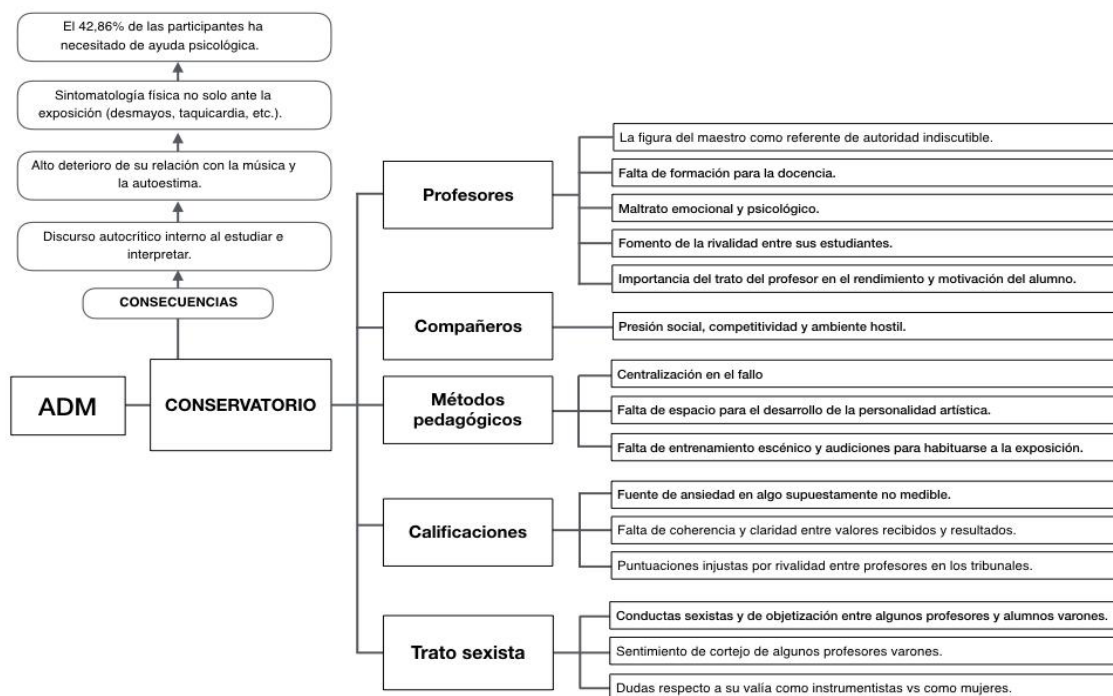 El 42,86% de las participantes ha
necesitado de ayuda psicológica.
Sintomatología física no solo ante la
exposición (desmayos, taquicardia, etc.).
Alto deterioro de su relación con la música y
la autoestima.
Discurso autocrítico interno al estudiar e
interpretar.
CONSECUENCIAS
ADM
CONSERVATORIO
Profesores
La figura del maestro como referente de autoridad indiscutible.
Falta de formación para la docencia.
Maltrato emocional y psicológico.
Fomento de la rivalidad entre sus estudiantes.
Importancia del trato del profesor en el rendimiento y motivación del alumno.
Compañeros
Presión social, competitividad y ambiente hostil.
Métodos
pedagógicos
Centralización en el fallo
Falta de espacio para el desarrollo de la personalidad artística.
Falta de entrenamiento escénico y audiciones para habituarse a la exposición.
Calificaciones
Fuente de ansiedad en algo supuestamente no medible.
Falta de coherencia y claridad entre valores recibidos y resultados.
Puntuaciones injustas por rivalidad entre profesores en los tribunales.
Trato sexista
Conductas sexistas y de objetización entre algunos profesores y alumnos varones.
Sentimiento de cortejo de algunos profesores varones.
Dudas respecto a su valía como instrumentistas vs como mujeres.